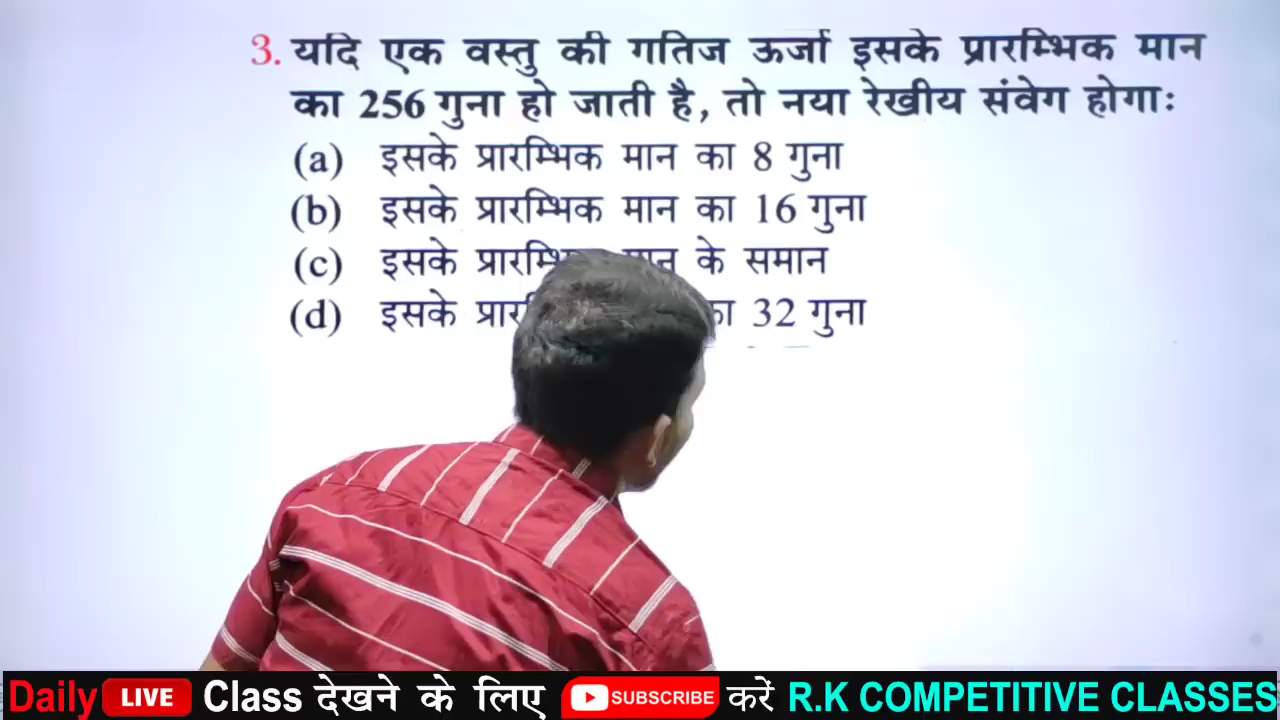 3. यदि एक वस्तु की गतिज ऊर्जा इसके प्रारम्भिक मान
का 256 गुना हो जाती है, तो नया रेखीय संवेग होगाः
(a) इसके प्रारम्भिक मान का 8 गुना
(b) इसके प्रारम्भिक मान का 16 गुना
(c) इसके के समान
(d) इसके 32 गुना
Daily LIVE Class देखने के लिए SUBSCRIBE करें R.K COMPETITIVE CLASSES